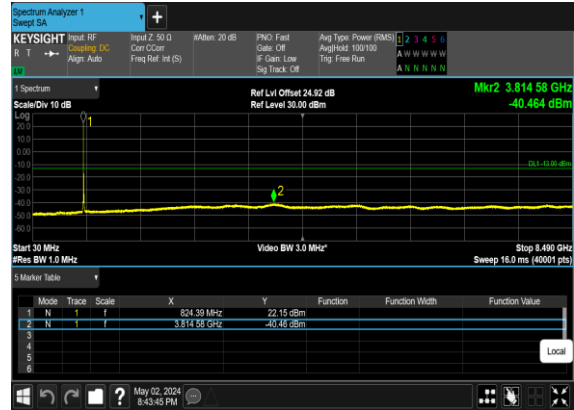 Spectrum Analyzer 1
Swept SA
+
KEYSIGHT Input: RF Input Z: 50 Ω #Atten: 20 dB PNO: Fast Avg Type: Power (RMS) 1 2 3 4 5 6
R T Coupling: DC Corr CCorr Gate: Off Avg|Hold: 100/100 A W W W W W
Align: Auto Freq Ref: Int (S) IF Gain: Low Trig: Free Run
Sig Track: Off A N N N N N
1 Spectrum Ref Lvl Offset 24.92 dB Mkr2 3.814 58 GHz
Scale/Div 10 dB Ref Level 30.00 dBm -40.464 dBm
Log
1
20.0
10.0
0.00
-10.0
DL1 -13.00 dBm
-20.0
-30.0
2
-40.0
-50.0
-60.0
Start 30 MHz Video BW 3.0 MHz* Stop 8.490 GHz
#Res BW 1.0 MHz Sweep 16.0 ms (40001 pts)
5 Marker Table
Mode Trace Scale X Y Function Function Width Function Value
1 N 1 f 824.39 MHz 22.15 dBm
2 N 1 f 3.814 58 GHz -40.46 dBm
3
4
5
6
Local
? May 02, 2024
8:43:45 PM